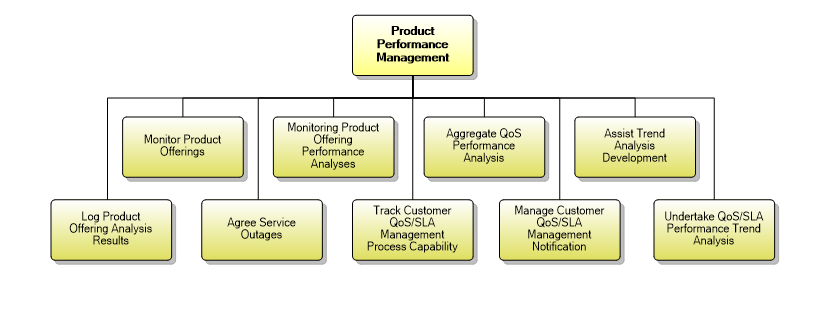 Product
Performance
Management
Monitor Product
Offerings
Monitoring Product
Offering
Performance
Analyses
Aggregate QoS
Performance
Analysis
Assist Trend
Analysis
Development
Log Product
Offering Analysis
Results
Agree Service
Outages
Track Customer
QoS/SLA
Management
Process Capability
Manage Customer
QoS/SLA
Management
Notification
Undertake QoS/SLA
Performance Trend
Analysis